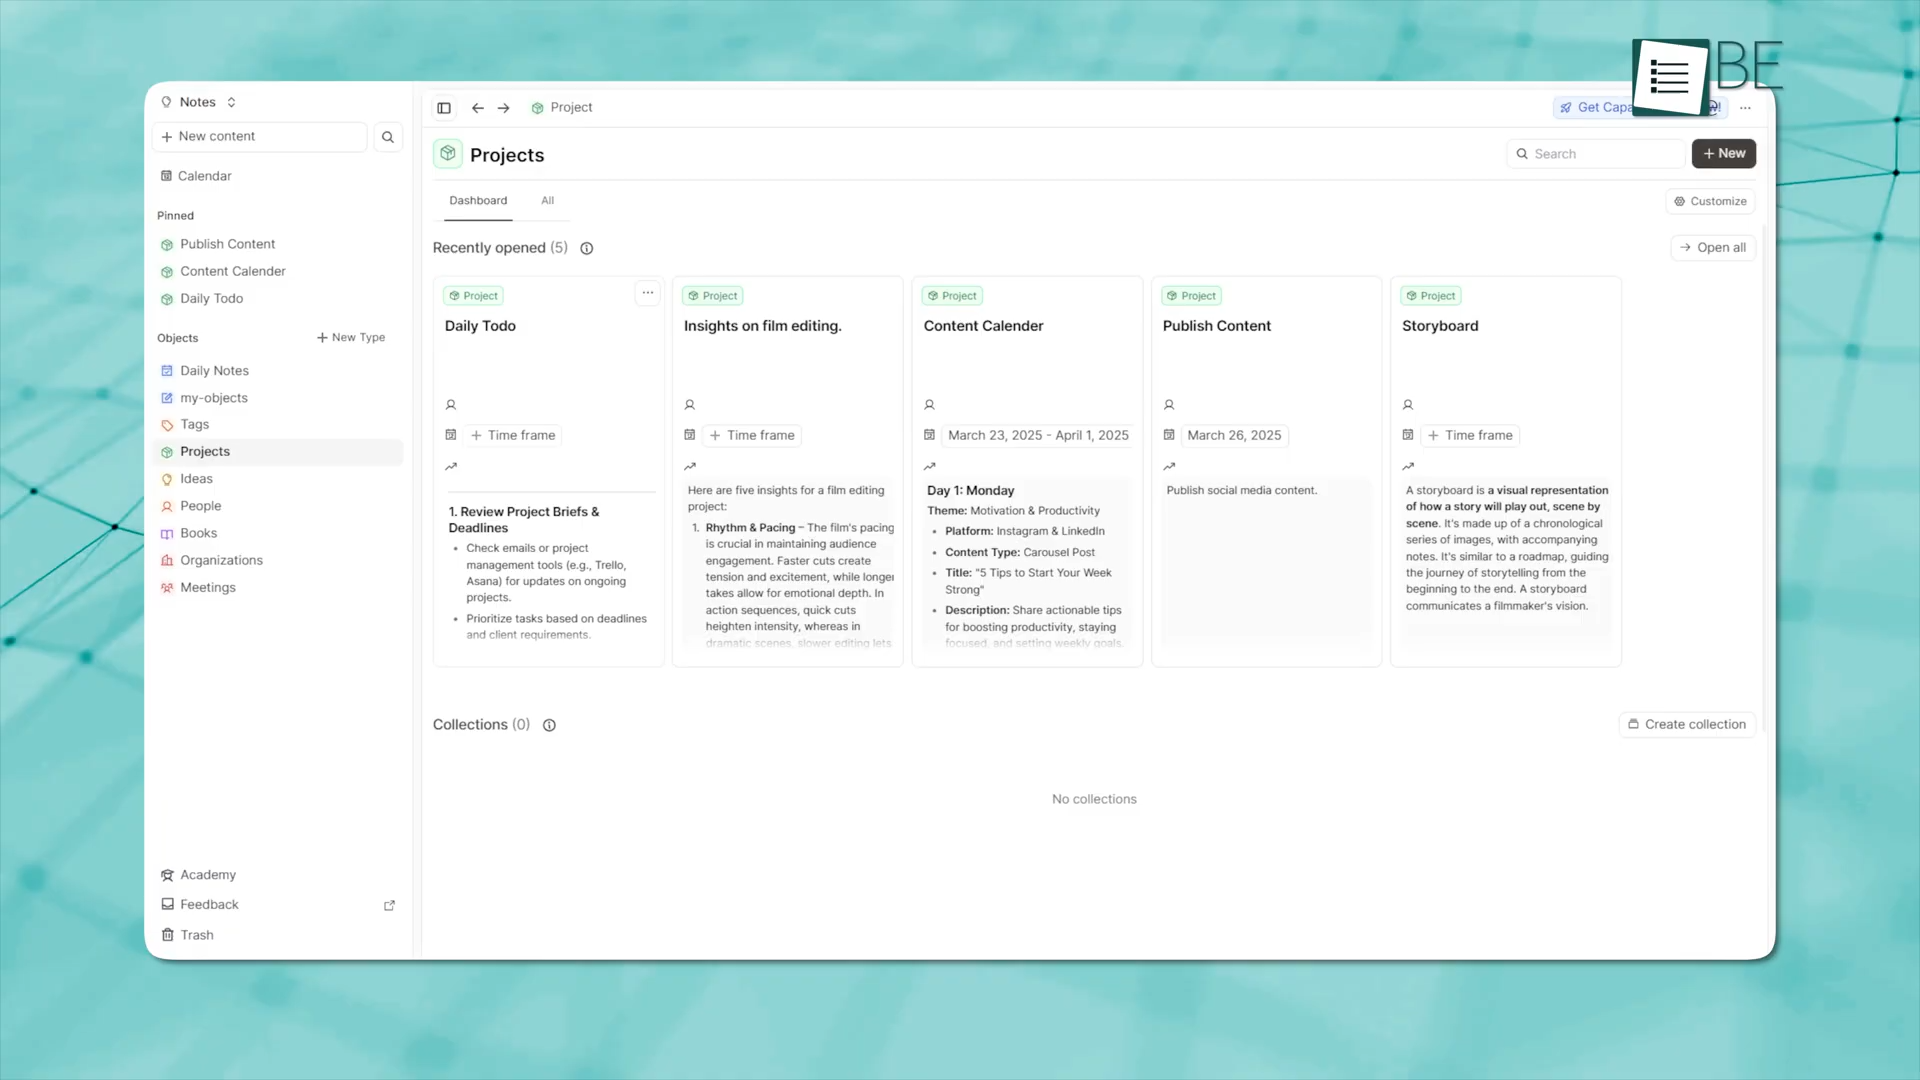 BE
Notes
New content
Calendar
Pinned
Publish Content
Content Calender
Daily Todo
Objects
New Type
Daily Notes
my-objects
Tags
Projects
Ideas
People
Books
Organizations
Meetings
Academy
Feedback
Trash
Project
Get
Projects
Search
New
Dashboard
All
Customize
Recently opened (5)
Open all
Project
Daily Todo
Time frame
1. Review Project Briefs &
Deadlines
• Check emails or project
management tools (e.g., Trello,
Asana) for updates on ongoing
projects.
• Prioritize tasks based on deadlines
and client requirements.
Project
Insights on film editing.
Time frame
Here are five insights for a film editing
project:
1. Rhythm & Pacing – The film's pacing
is crucial in maintaining audience
engagement. Faster cuts create
tension and excitement, while longer
takes allow for emotional depth. In
action sequences, quick cuts
heighten intensity, whereas in
dramatic scenes, slower editing lets
Project
Content Calender
March 23, 2025 - April 1, 2025
Day 1: Monday
Theme: Motivation & Productivity
• Platform: Instagram & LinkedIn
• Content Type: Carousel Post
• Title: "5 Tips to Start Your Week
Strong"
• Description: Share actionable tips
for boosting productivity, staying
focused, and setting weekly goals.
Project
Publish Content
March 26, 2025
Publish social media content.
Project
Storyboard
Time frame
A storyboard is a visual representation
of how a story will play out, scene by
scene. It's made up of a chronological
series of images, with accompanying
notes. It's similar to a roadmap, guiding
the journey of storytelling from the
beginning to the end. A storyboard
communicates a filmmaker's vision.
Collections (0)
Create collection
No collections